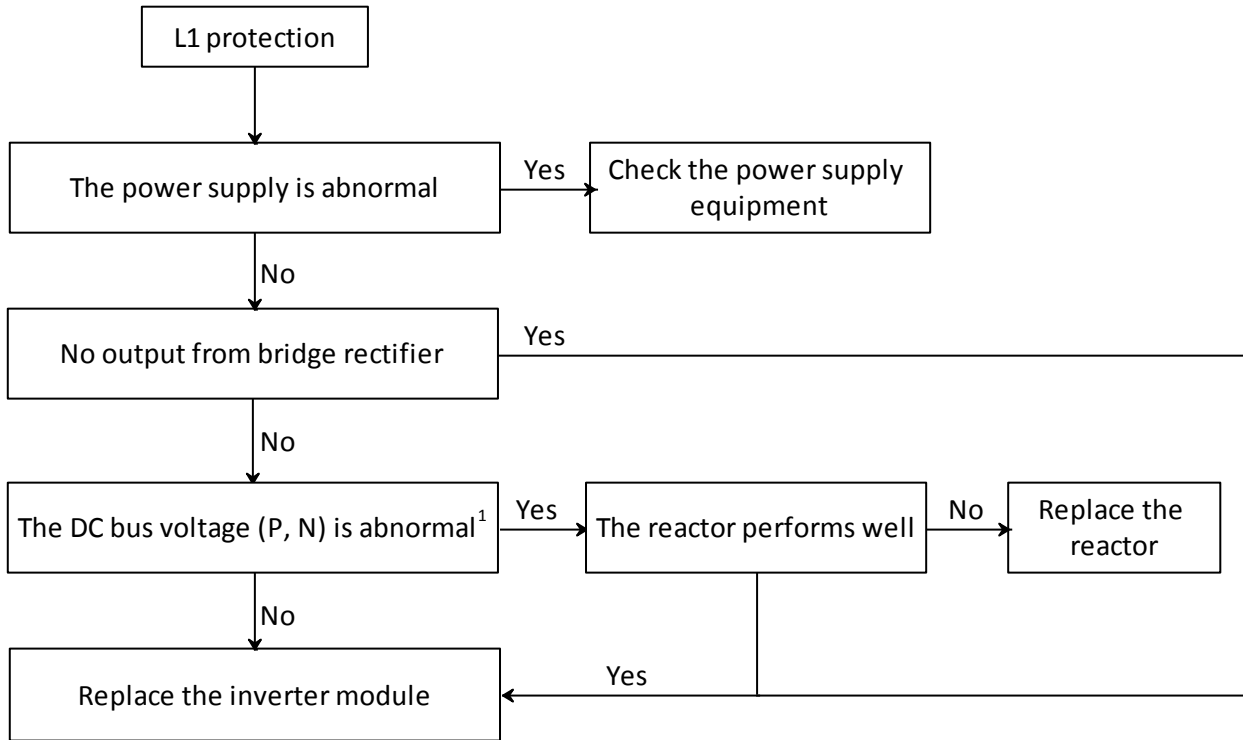 L1 protection
The power supply is abnormal
Yes
Check the power supply
equipment
No
No output from bridge rectifier
Yes
No
The DC bus voltage (P, N) is abnormal1
Yes
The reactor performs well
No
Replace the
reactor
No
Replace the inverter module
Yes